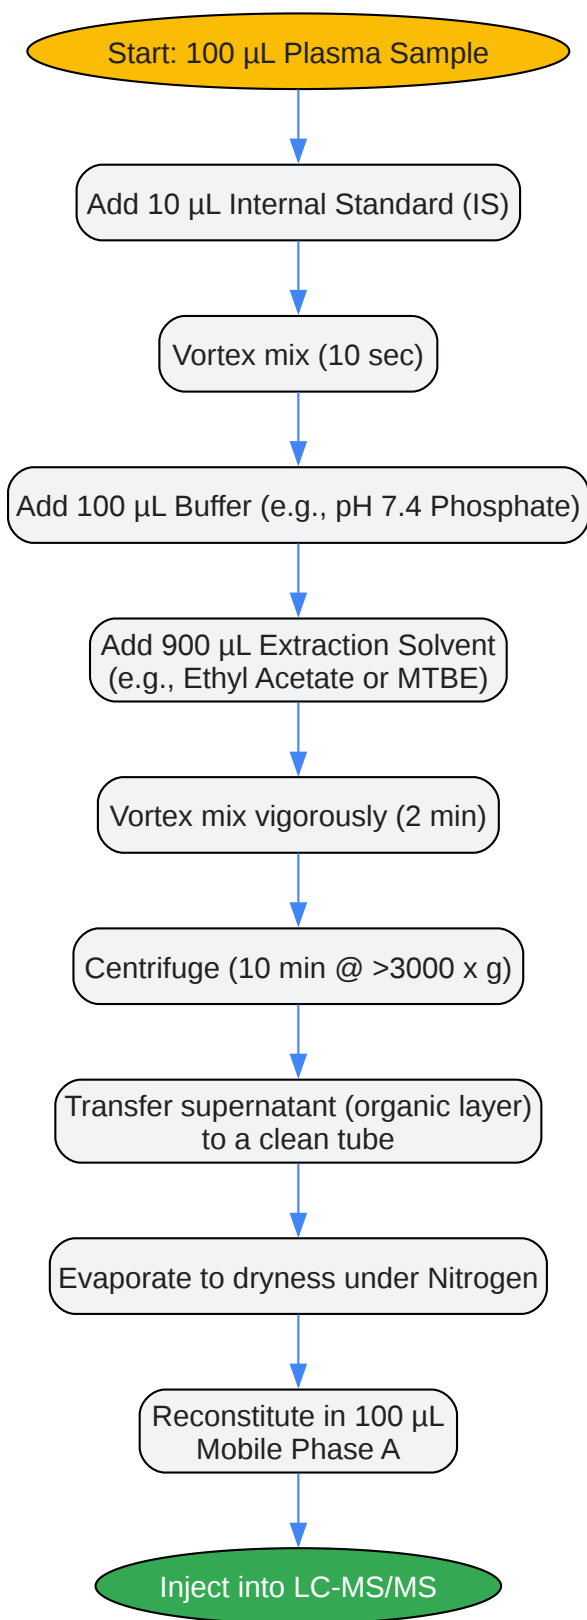 Start: 100 µL Plasma Sample
Add 10 µL Internal Standard (IS)
Vortex mix (10 sec)
Add 100 µL Buffer (e.g., pH 7.4 Phosphate)
Add 900 µL Extraction Solvent
(e.g., Ethyl Acetate or MTBE)
Vortex mix vigorously (2 min)
Centrifuge (10 min @ >3000 x g)
Transfer supernatant (organic layer)
to a clean tube
Evaporate to dryness under Nitrogen
Reconstitute in 100 µL
Mobile Phase A
Inject into LC-MS/MS